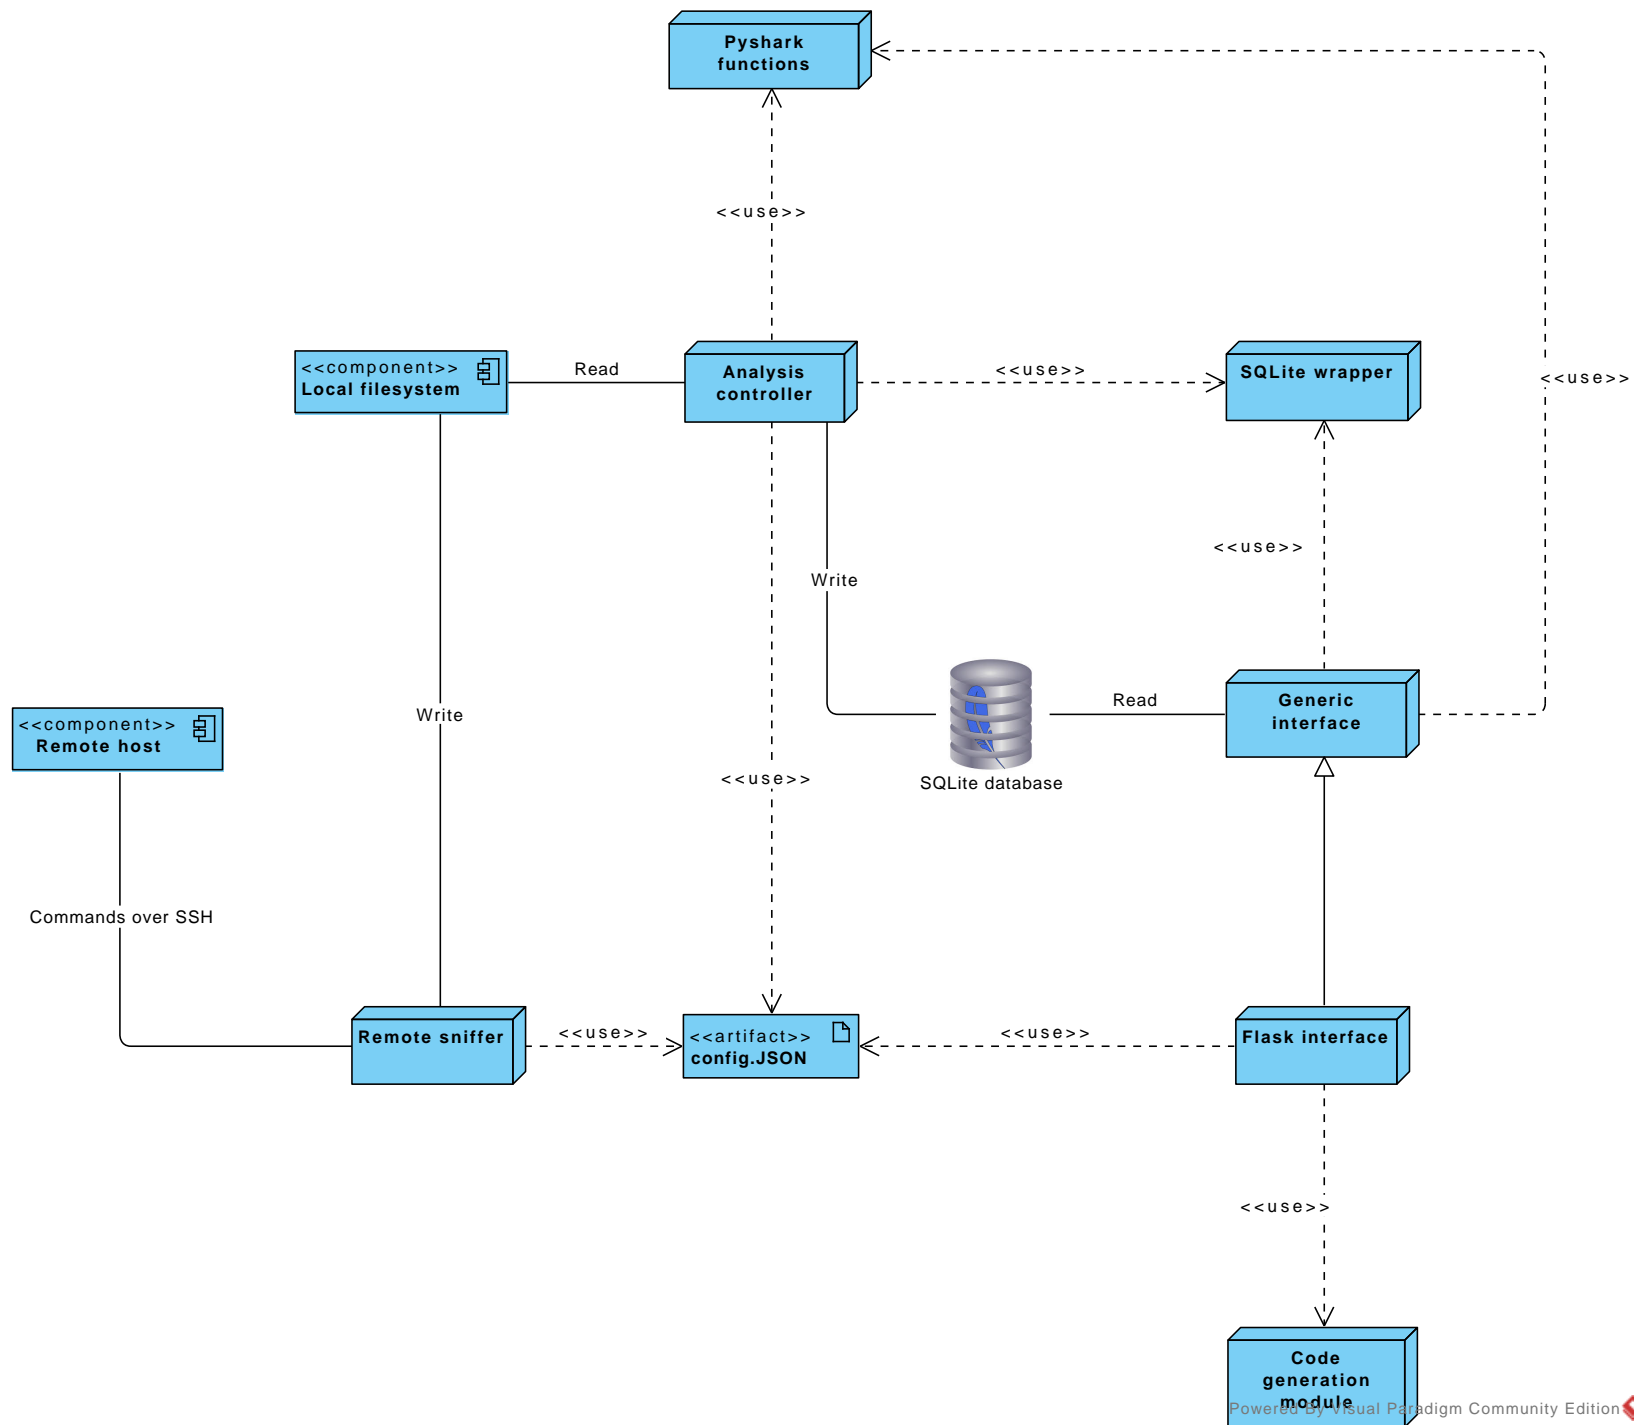 Pyshark
functions
<<use>>
<<component>>
Local filesystem
Read
Analysis
controller
<<use>>
SQLite wrapper
<<use>>
<<use>>
Write
Write
<<component>>
Remote host
Read
Generic
interface
SQLite database
<<use>>
Commands over SSH
Remote sniffer
<<use>>
<<artifact>>
config.JSON
<<use>>
Flask interface
<<use>>
Code
generation
module
Powered By Visual Paradigm Community Edition